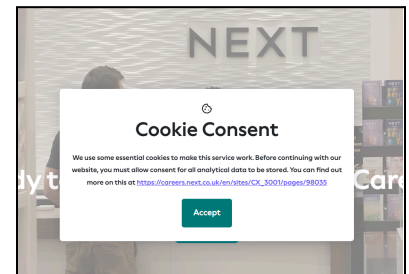 NEXT
Cookie Consent
We use some essential cookies to make this service work. Before continuing with our
website, you must allow consent for all analytical data to be stored. You can find out
more on this at https://careers.next.co.uk/en/sites/CX_3001/pages/98035
dy t
Care
Accept